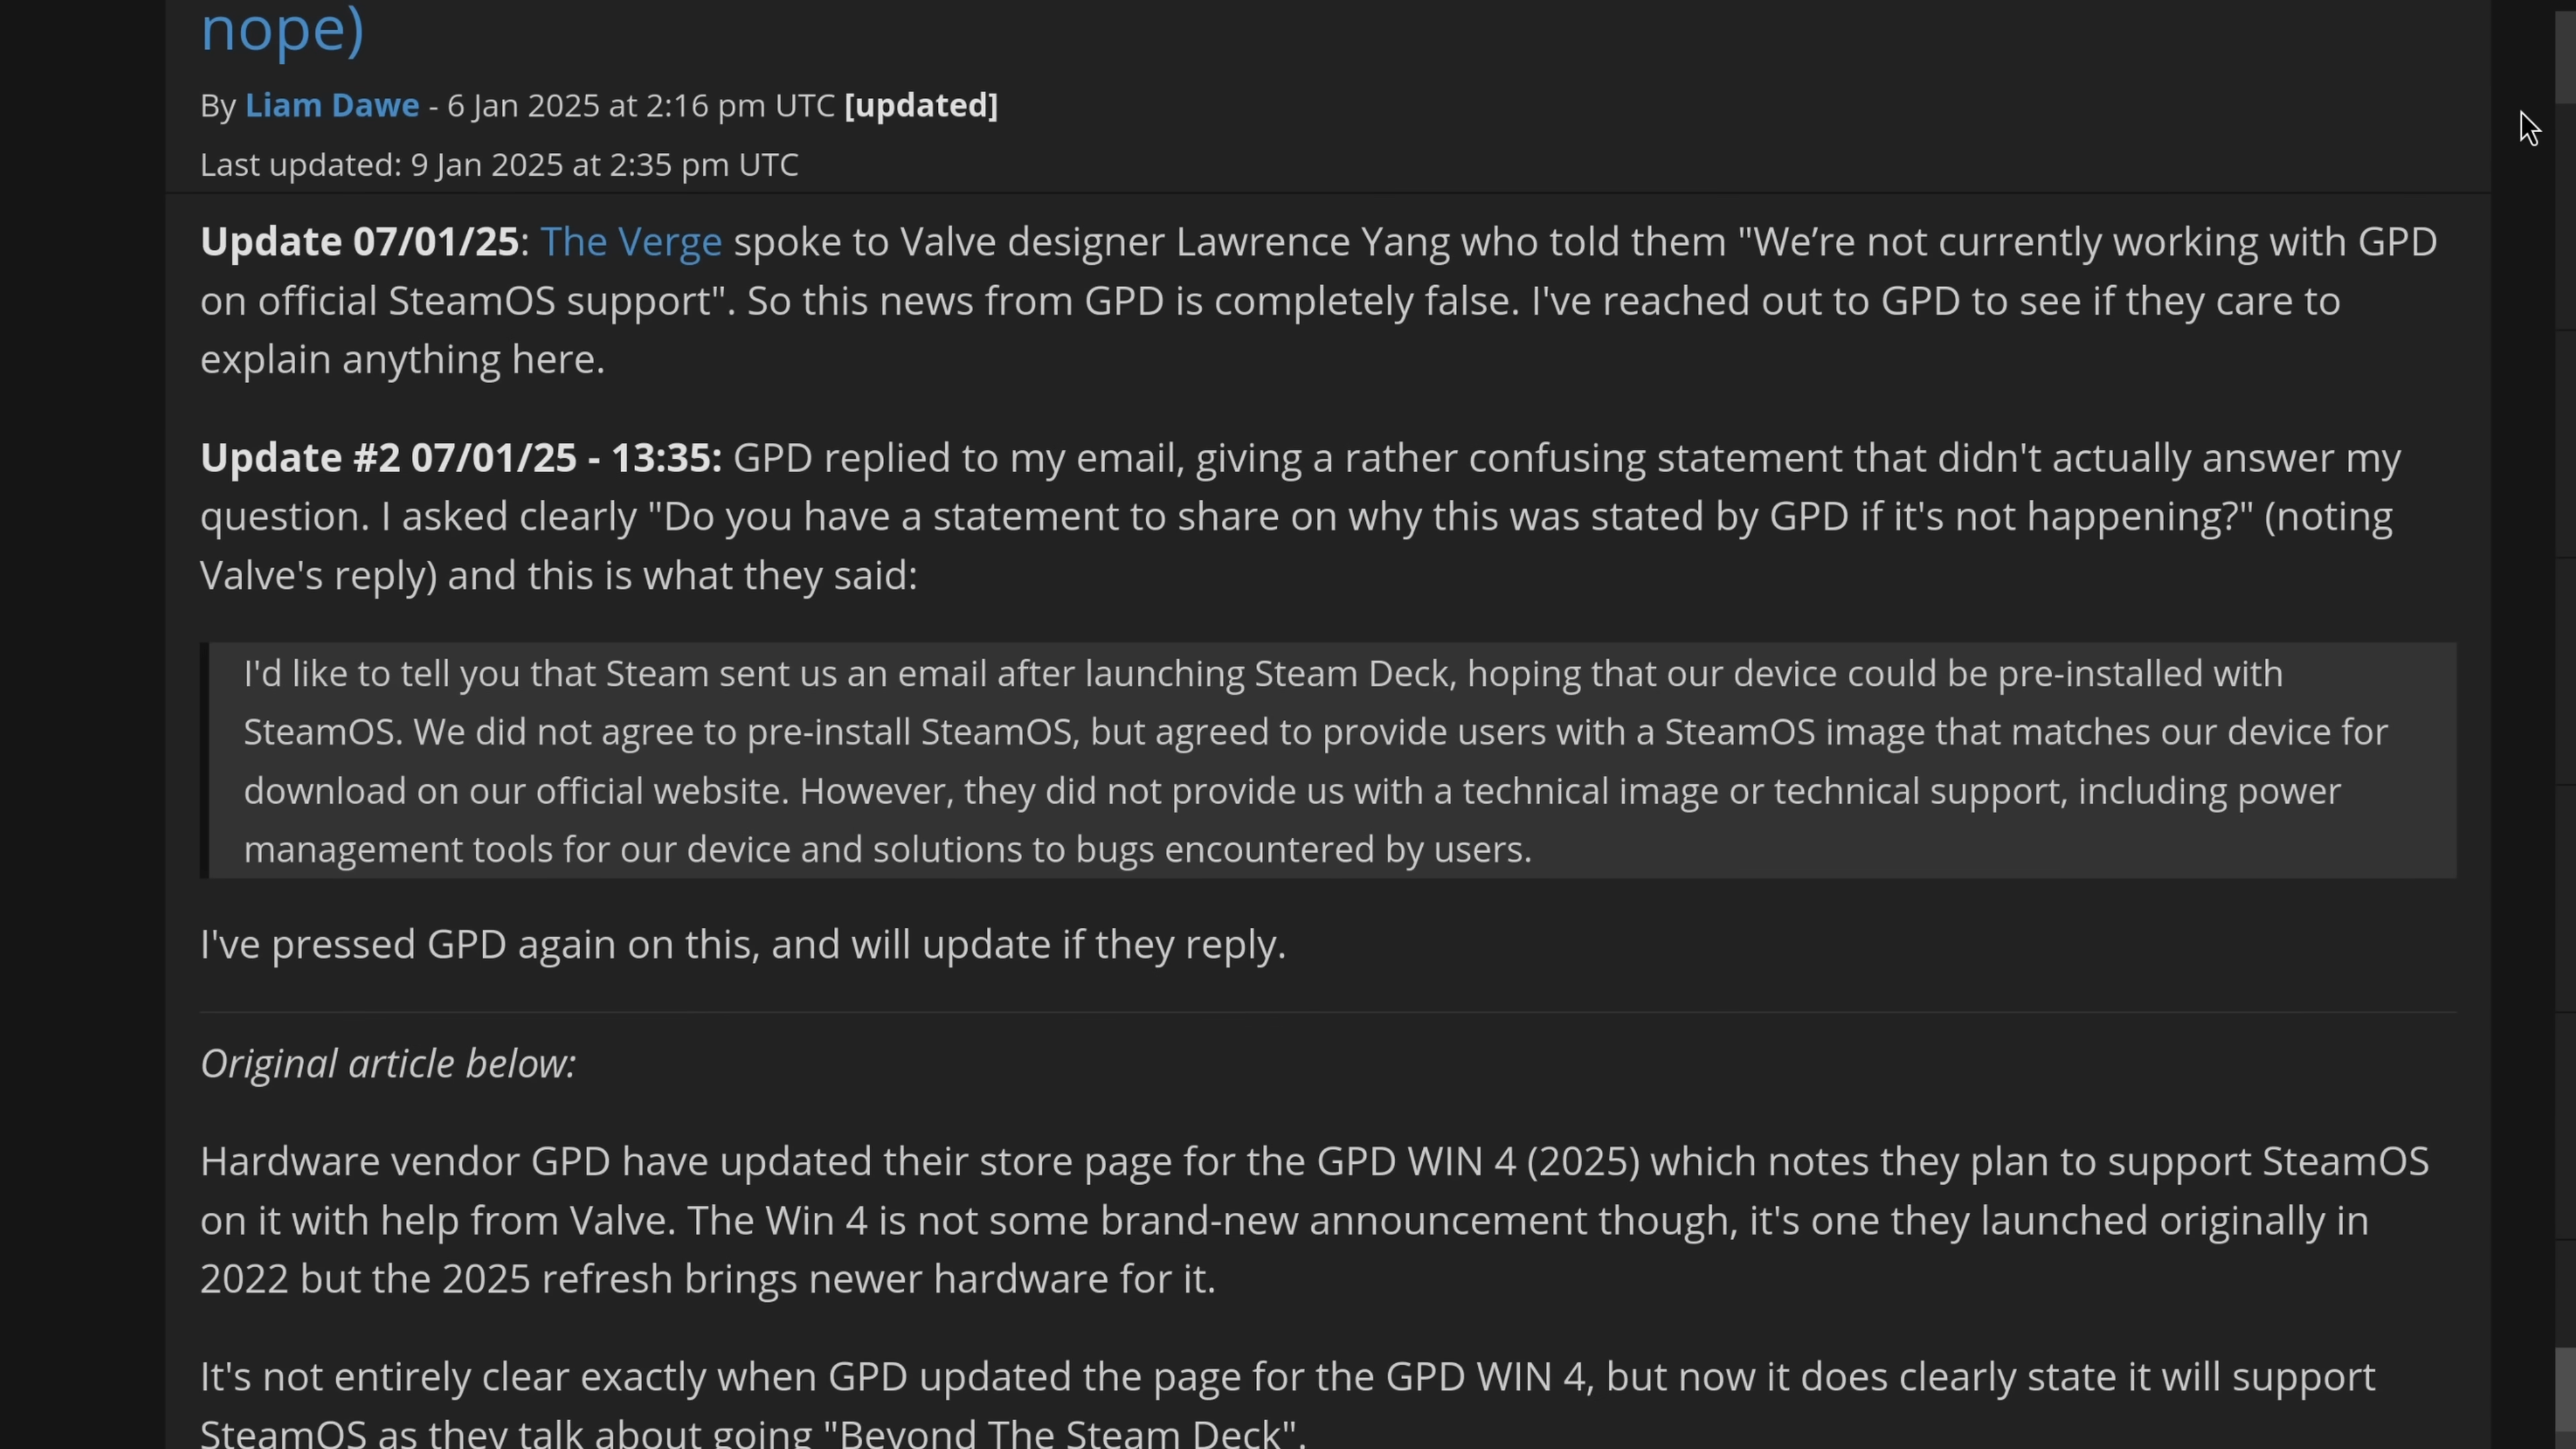 nope)
By Liam Dawe - 6 Jan 2025 at 2:16 pm UTC [updated]
Last updated: 9 Jan 2025 at 2:35 pm UTC
Update 07/01/25: The Verge spoke to Valve designer Lawrence Yang who told them "We’re not currently working with GPD
on official SteamOS support". So this news from GPD is completely false. I've reached out to GPD to see if they care to
explain anything here.
Update #2 07/01/25 - 13:35: GPD replied to my email, giving a rather confusing statement that didn't actually answer my
question. I asked clearly "Do you have a statement to share on why this was stated by GPD if it's not happening?" (noting
Valve's reply) and this is what they said:
I'd like to tell you that Steam sent us an email after launching Steam Deck, hoping that our device could be pre-installed with
SteamOS. We did not agree to pre-install SteamOS, but agreed to provide users with a SteamOS image that matches our device for
download on our official website. However, they did not provide us with a technical image or technical support, including power
management tools for our device and solutions to bugs encountered by users.
I've pressed GPD again on this, and will update if they reply.
Original article below:
Hardware vendor GPD have updated their store page for the GPD WIN 4 (2025) which notes they plan to support SteamOS
on it with help from Valve. The Win 4 is not some brand-new announcement though, it's one they launched originally in
2022 but the 2025 refresh brings newer hardware for it.
It's not entirely clear exactly when GPD updated the page for the GPD WIN 4, but now it does clearly state it will support
SteamOS as they talk about going "Beyond The Steam Deck".